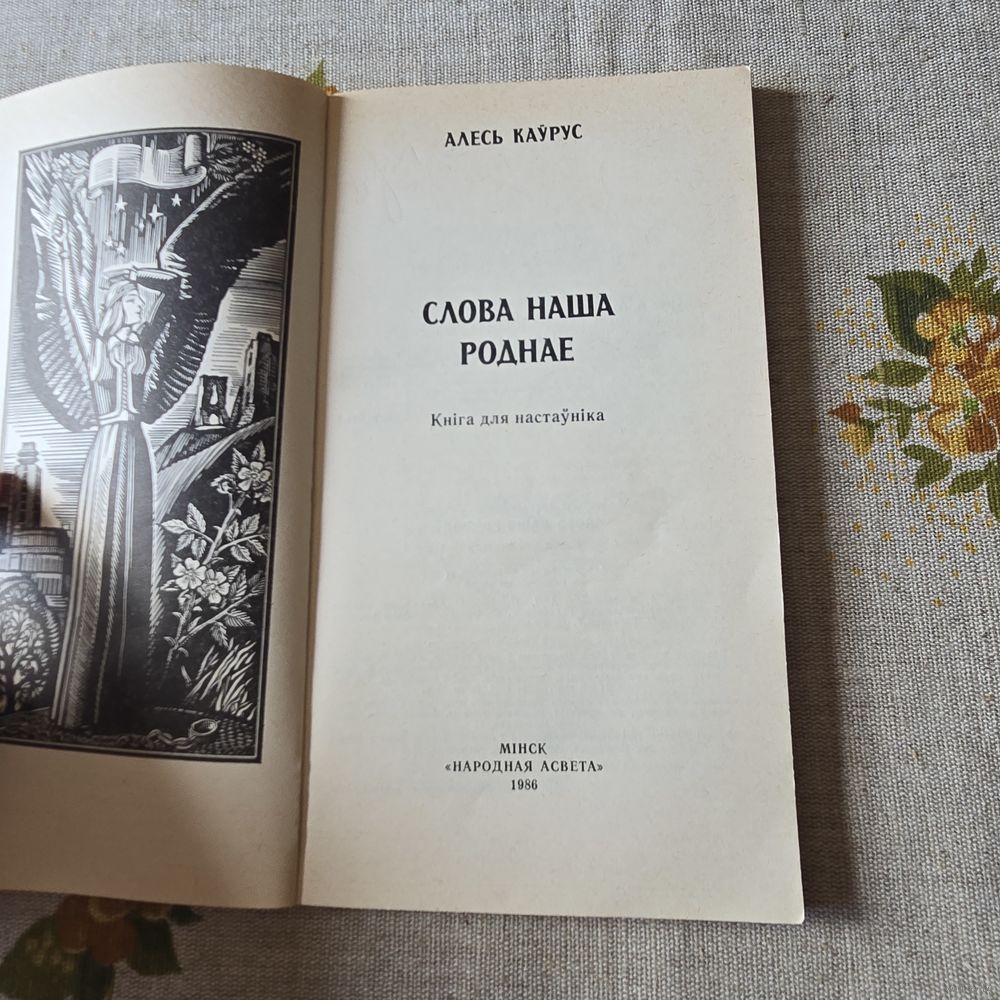 АЛЕСЬ КАЎРУС
СЛОВА НАША
РОДНАЕ
Кніга для настаўніка
МІНСК
«НАРОДНАЯ АСВЕТА»
1986